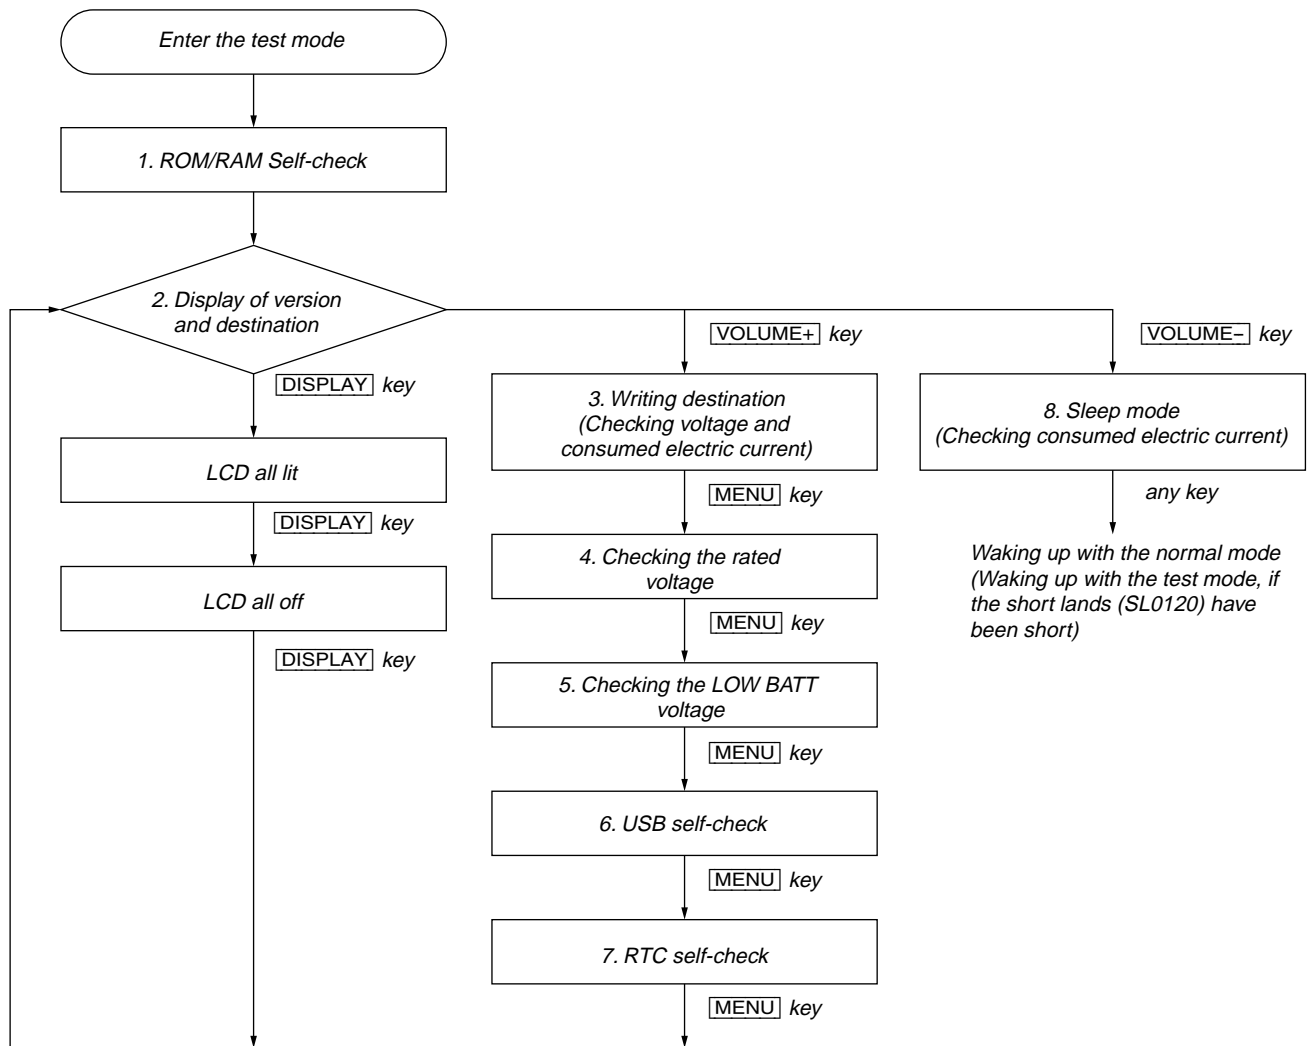 Enter the test mode
1. ROM/RAM Self-check
2. Display of version
and destination
DISPLAY key
LCD all lit
DISPLAY key
LCD all off
DISPLAY key
VOLUME+ key
3. Writing destination
(Checking voltage and
consumed electric current)
MENU key
4. Checking the rated
voltage
MENU key
5. Checking the LOW BATT
voltage
MENU key
6. USB self-check
MENU key
7. RTC self-check
MENU key
VOLUME– key
8. Sleep mode
(Checking consumed electric current)
any key
Waking up with the normal mode
(Waking up with the test mode, if
the short lands (SL0120) have
been short)